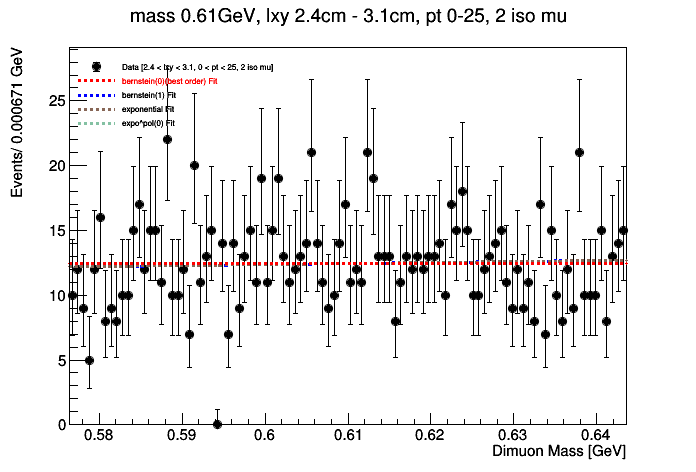 mass 0.61GeV, lxy 2.4cm - 3.1cm, pt 0-25, 2 iso mu
Events/ 0.000671 GeV
Data [2.4 < lxy < 3.1, 0 < pt < 25, 2 iso mu]
bernstein(0)(best order) Fit
bernstein(1) Fit
exponential Fit
expo*pol(0) Fit
25
20
15
10
5
0
0.58 0.59 0.6 0.61 0.62 0.63 0.64
Dimuon Mass [GeV]